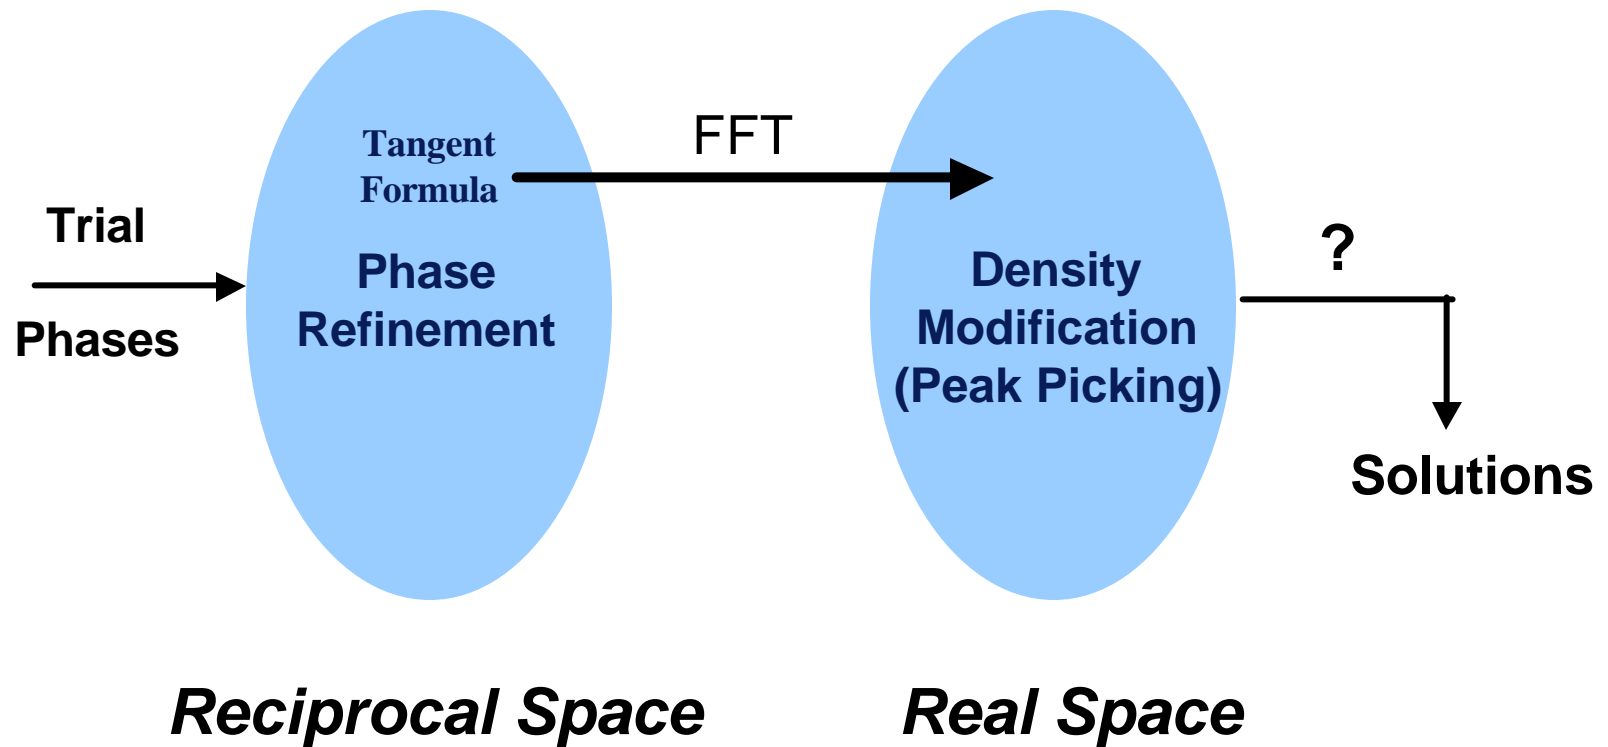 Trial
Phases
Tangent
Formula
Phase
Refinement
FFT
Density
Modification
(Peak Picking)
?
Solutions
Reciprocal Space
Real Space